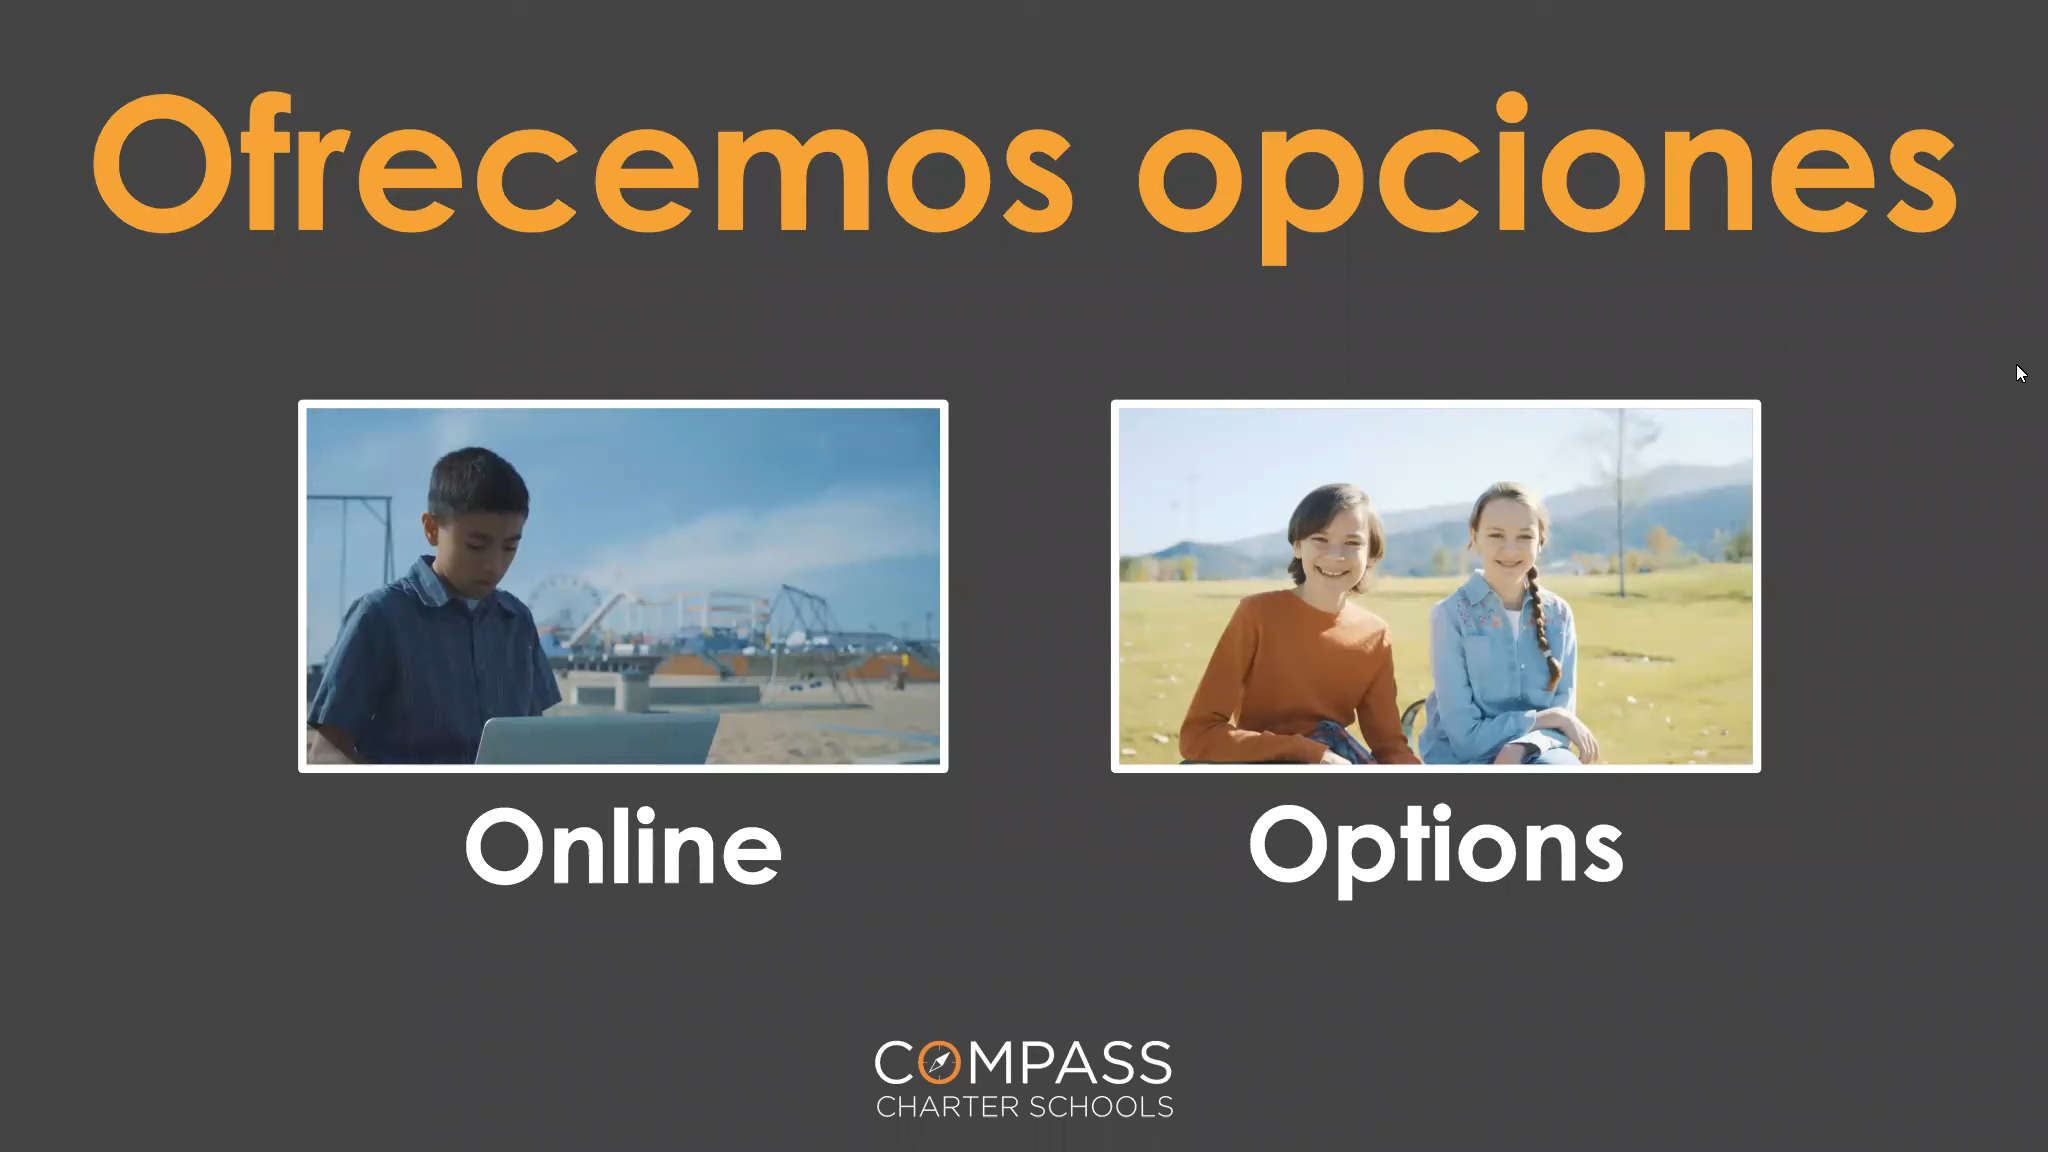 Ofrecemos opciones
Online
Options
COMPASS
CHARTER SCHOOLS